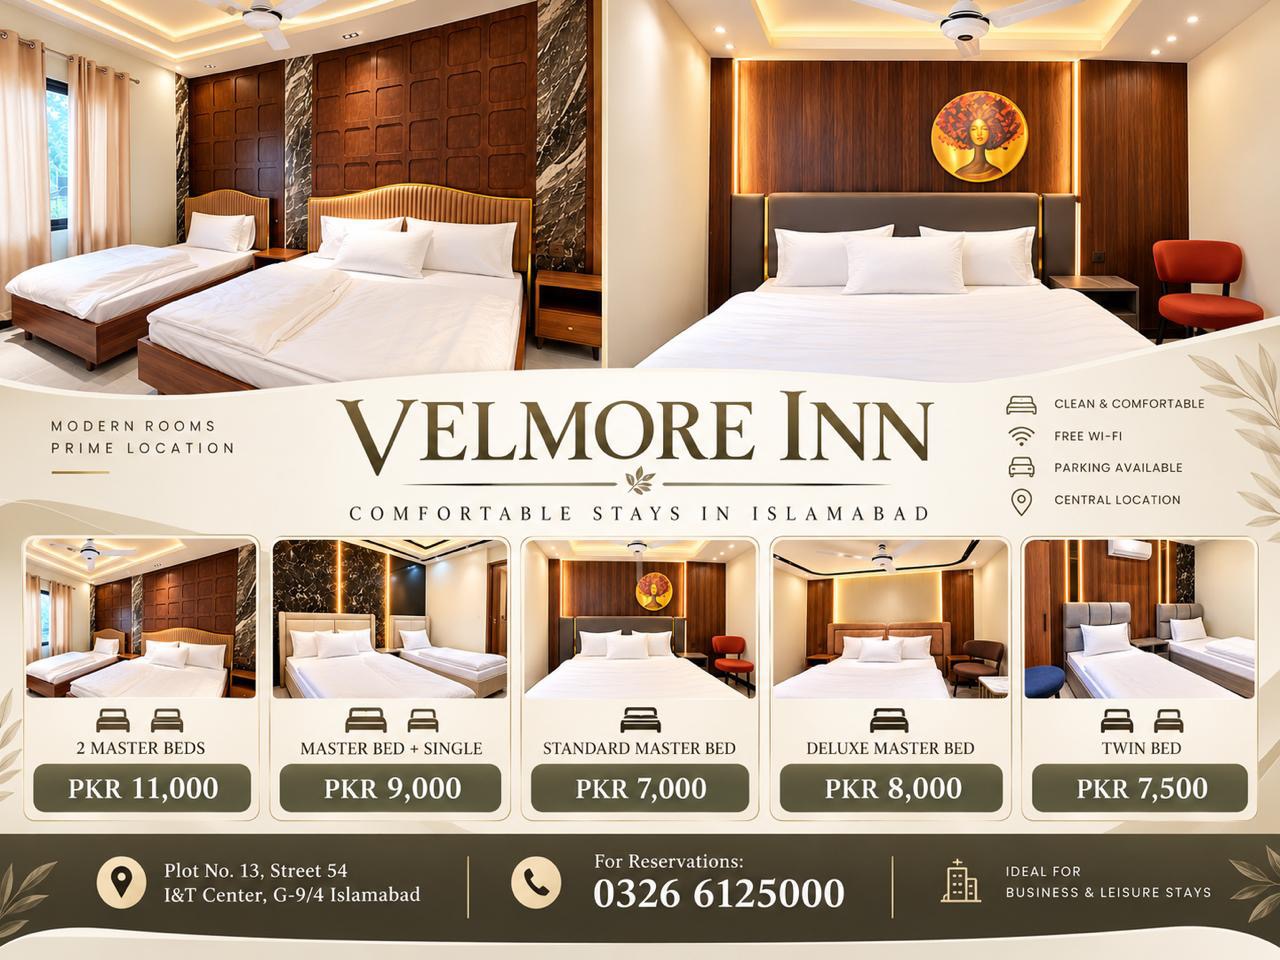 MODERN ROOMS
PRIME LOCATION
VELMORE INN
COMFORTABLE STAYS IN ISLAMABAD
CLEAN & COMFORTABLE
FREE WI-FI
PARKING AVAILABLE
CENTRAL LOCATION
2 MASTER BEDS
PKR 11,000
MASTER BED + SINGLE
PKR 9,000
STANDARD MASTER BED
PKR 7,000
DELUXE MASTER BED
PKR 8,000
TWIN BED
PKR 7,500
Plot No. 13, Street 54
I&T Center, G-9/4 Islamabad
For Reservations:
0326 6125000
IDEAL FOR
BUSINESS & LEISURE STAYS